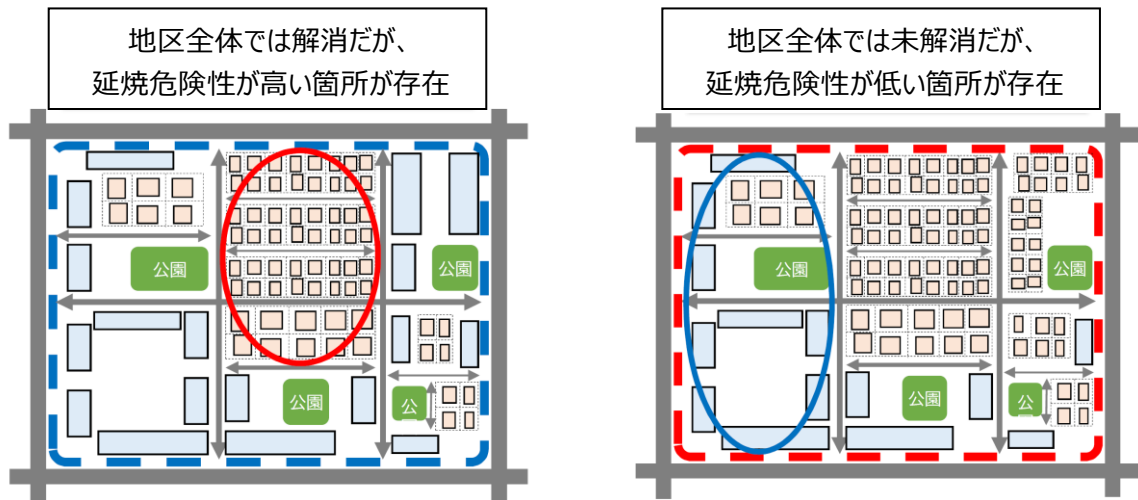 地区全体では解消だが、
延焼危険性が高い箇所が存在
公園
公園
公園
公
地区全体では未解消だが、
延焼危険性が低い箇所が存在
公園
公園
公園
公